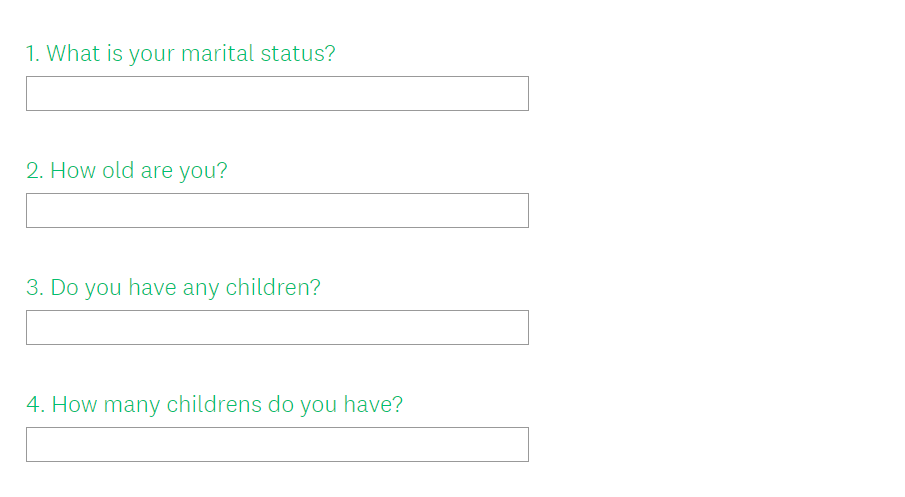 1. What is your marital status?
2. How old are you?
3. Do you have any children?
4. How many childrens do you have?